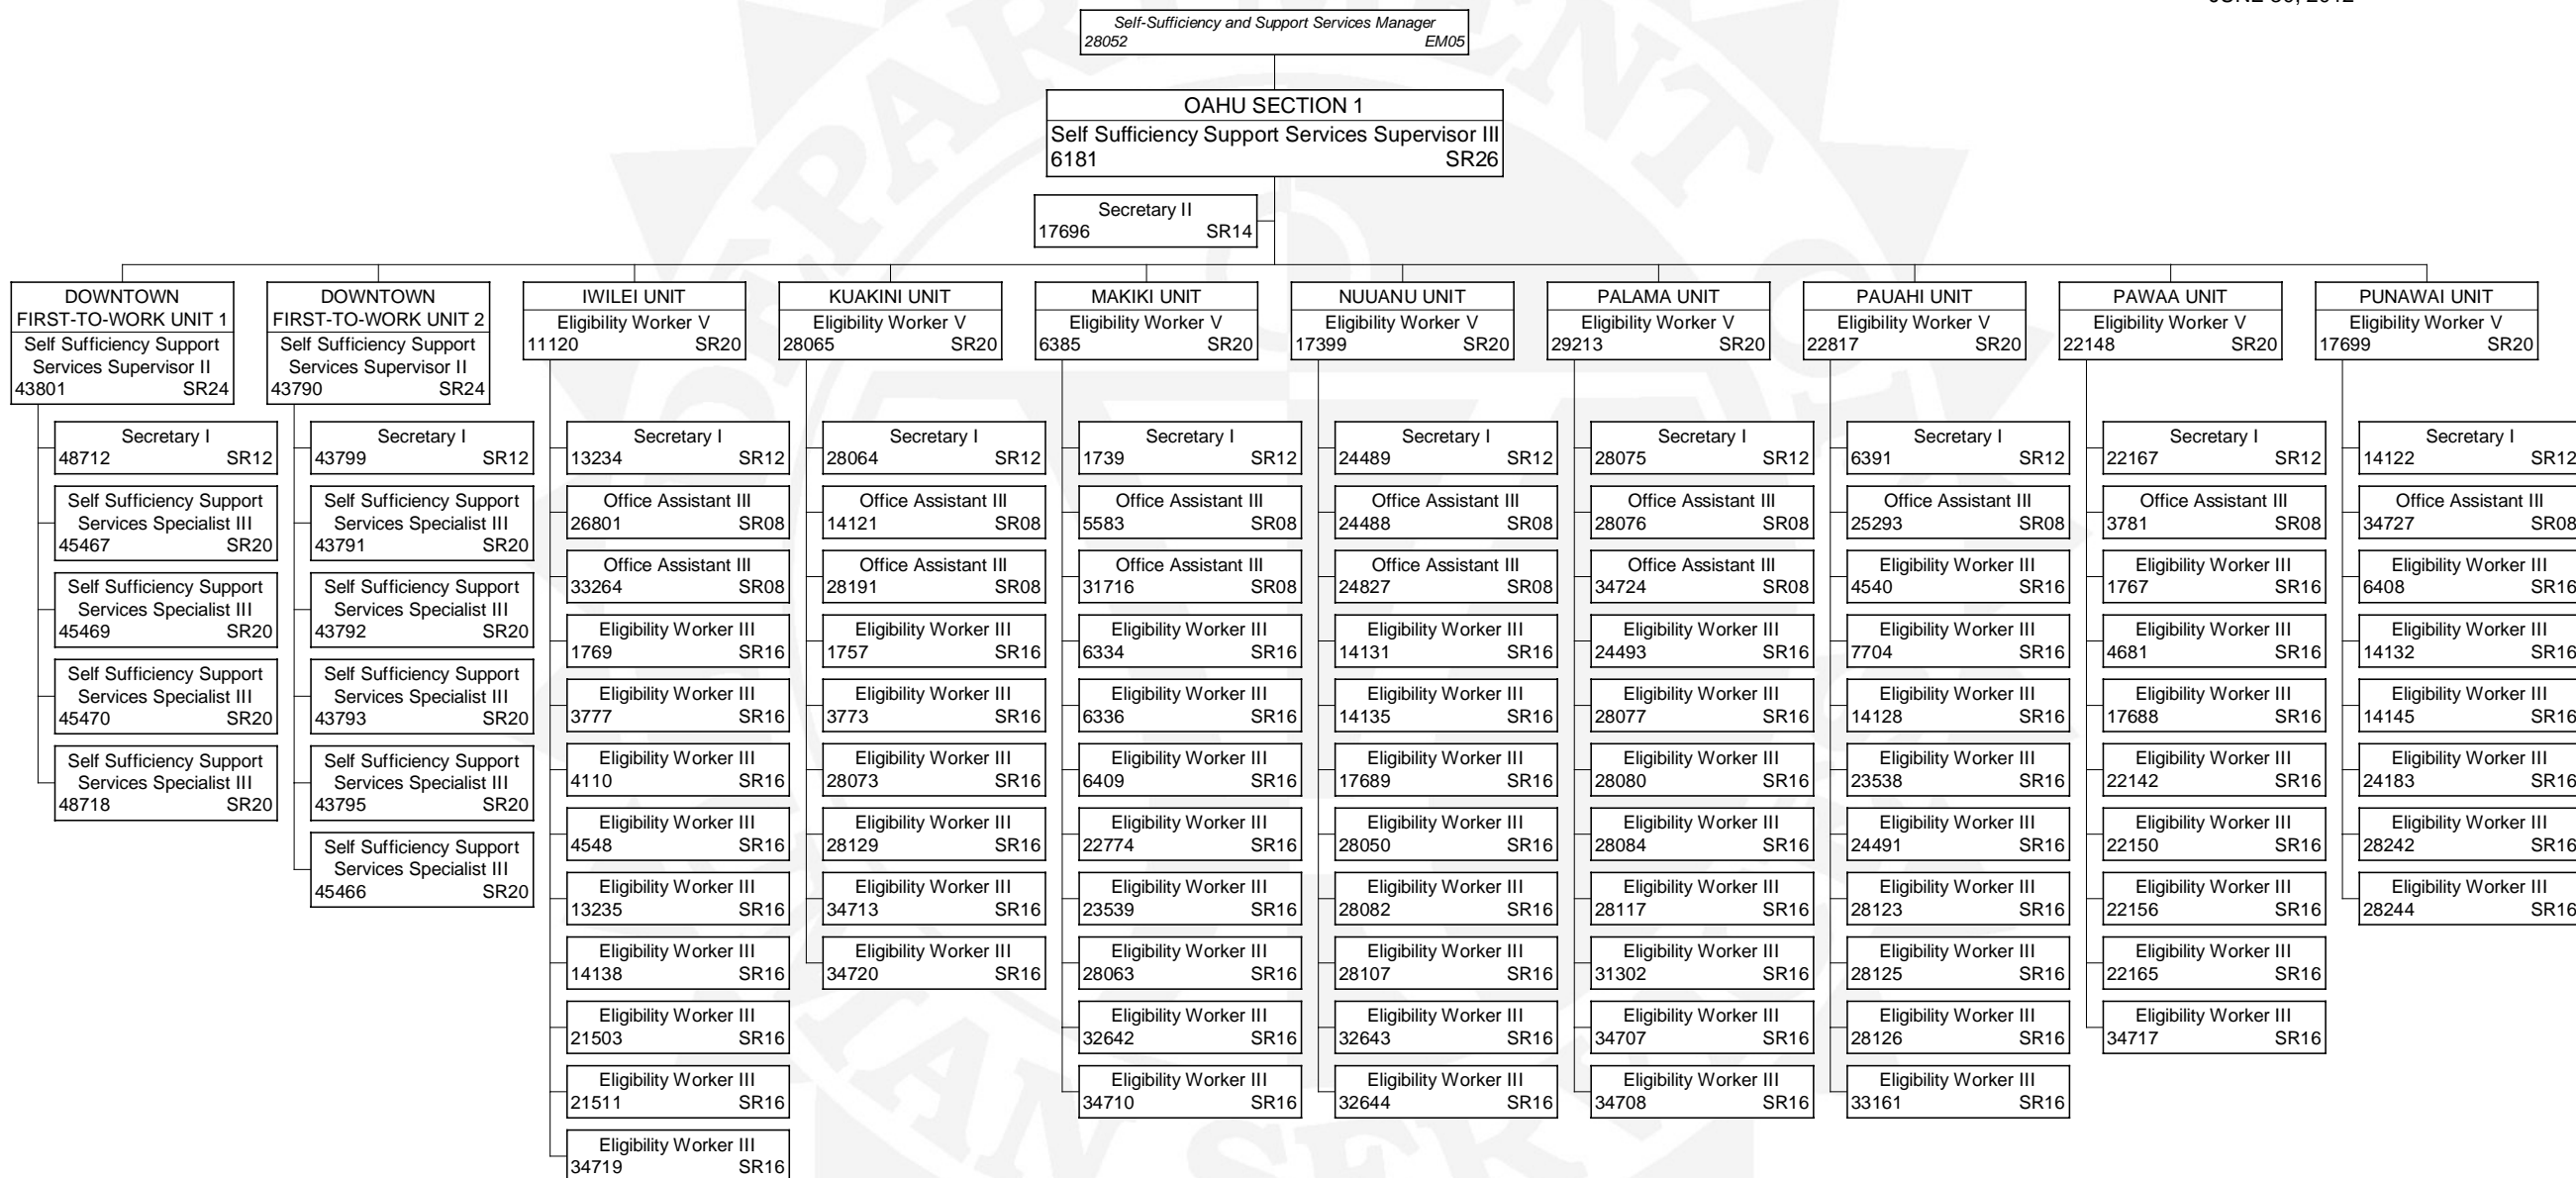 JUNE 30, 2012
Self-Sufficiency and Support Services Manager
28052 EM05
OAHU SECTION 1
Self Sufficiency Support Services Supervisor III
6181 SR26
Secretary II
17696 SR14
DOWNTOWN
FIRST-TO-WORK UNIT 1
Self Sufficiency Support
Services Supervisor II
43801 SR24
Secretary I
48712 SR12
Self Sufficiency Support
Services Specialist III
45467 SR20
Self Sufficiency Support
Services Specialist III
45469 SR20
Self Sufficiency Support
Services Specialist III
45470 SR20
Self Sufficiency Support
Services Specialist III
48718 SR20
DOWNTOWN
FIRST-TO-WORK UNIT 2
Self Sufficiency Support
Services Supervisor II
43790 SR24
Secretary I
43799 SR12
Self Sufficiency Support
Services Specialist III
43791 SR20
Self Sufficiency Support
Services Specialist III
43792 SR20
Self Sufficiency Support
Services Specialist III
43793 SR20
Self Sufficiency Support
Services Specialist III
43795 SR20
Self Sufficiency Support
Services Specialist III
45466 SR20
IWILEI UNIT
Eligibility Worker V
11120 SR20
Secretary I
13234 SR12
Office Assistant III
26801 SR08
Office Assistant III
33264 SR08
Eligibility Worker III
1769 SR16
Eligibility Worker III
3777 SR16
Eligibility Worker III
4110 SR16
Eligibility Worker III
4548 SR16
Eligibility Worker III
13235 SR16
Eligibility Worker III
14138 SR16
Eligibility Worker III
21503 SR16
Eligibility Worker III
21511 SR16
Eligibility Worker III
34719 SR16
KUAKINI UNIT
Eligibility Worker V
28065 SR20
Secretary I
28064 SR12
Office Assistant III
14121 SR08
Office Assistant III
28191 SR08
Eligibility Worker III
1757 SR16
Eligibility Worker III
3773 SR16
Eligibility Worker III
28073 SR16
Eligibility Worker III
28129 SR16
Eligibility Worker III
34713 SR16
Eligibility Worker III
34720 SR16
MAKIKI UNIT
Eligibility Worker V
6385 SR20
Secretary I
1739 SR12
Office Assistant III
5583 SR08
Office Assistant III
31716 SR08
Eligibility Worker III
6334 SR16
Eligibility Worker III
6336 SR16
Eligibility Worker III
6409 SR16
Eligibility Worker III
22774 SR16
Eligibility Worker III
23539 SR16
Eligibility Worker III
28063 SR16
Eligibility Worker III
32642 SR16
Eligibility Worker III
34710 SR16
NUUANU UNIT
Eligibility Worker V
17399 SR20
Secretary I
24489 SR12
Office Assistant III
24488 SR08
Office Assistant III
24827 SR08
Eligibility Worker III
14131 SR16
Eligibility Worker III
14135 SR16
Eligibility Worker III
17689 SR16
Eligibility Worker III
28050 SR16
Eligibility Worker III
28082 SR16
Eligibility Worker III
28107 SR16
Eligibility Worker III
32643 SR16
Eligibility Worker III
32644 SR16
PALAMA UNIT
Eligibility Worker V
29213 SR20
Secretary I
28075 SR12
Office Assistant III
28076 SR08
Office Assistant III
34724 SR08
Eligibility Worker III
24493 SR16
Eligibility Worker III
28077 SR16
Eligibility Worker III
28080 SR16
Eligibility Worker III
28084 SR16
Eligibility Worker III
28117 SR16
Eligibility Worker III
31302 SR16
Eligibility Worker III
34707 SR16
Eligibility Worker III
34708 SR16
PAUAHI UNIT
Eligibility Worker V
22817 SR20
Secretary I
6391 SR12
Office Assistant III
25293 SR08
Eligibility Worker III
4540 SR16
Eligibility Worker III
7704 SR16
Eligibility Worker III
14128 SR16
Eligibility Worker III
23538 SR16
Eligibility Worker III
24491 SR16
Eligibility Worker III
28123 SR16
Eligibility Worker III
28125 SR16
Eligibility Worker III
28126 SR16
Eligibility Worker III
33161 SR16
PAWAA UNIT
Eligibility Worker V
22148 SR20
Secretary I
22167 SR12
Office Assistant III
3781 SR08
Eligibility Worker III
1767 SR16
Eligibility Worker III
4681 SR16
Eligibility Worker III
17688 SR16
Eligibility Worker III
22142 SR16
Eligibility Worker III
22150 SR16
Eligibility Worker III
22156 SR16
Eligibility Worker III
22165 SR16
Eligibility Worker III
34717 SR16
PUNAWAI UNIT
Eligibility Worker V
17699 SR20
Secretary I
14122 SR12
Office Assistant III
34727 SR08
Eligibility Worker III
6408 SR16
Eligibility Worker III
14132 SR16
Eligibility Worker III
14145 SR16
Eligibility Worker III
24183 SR16
Eligibility Worker III
28242 SR16
Eligibility Worker III
28244 SR16